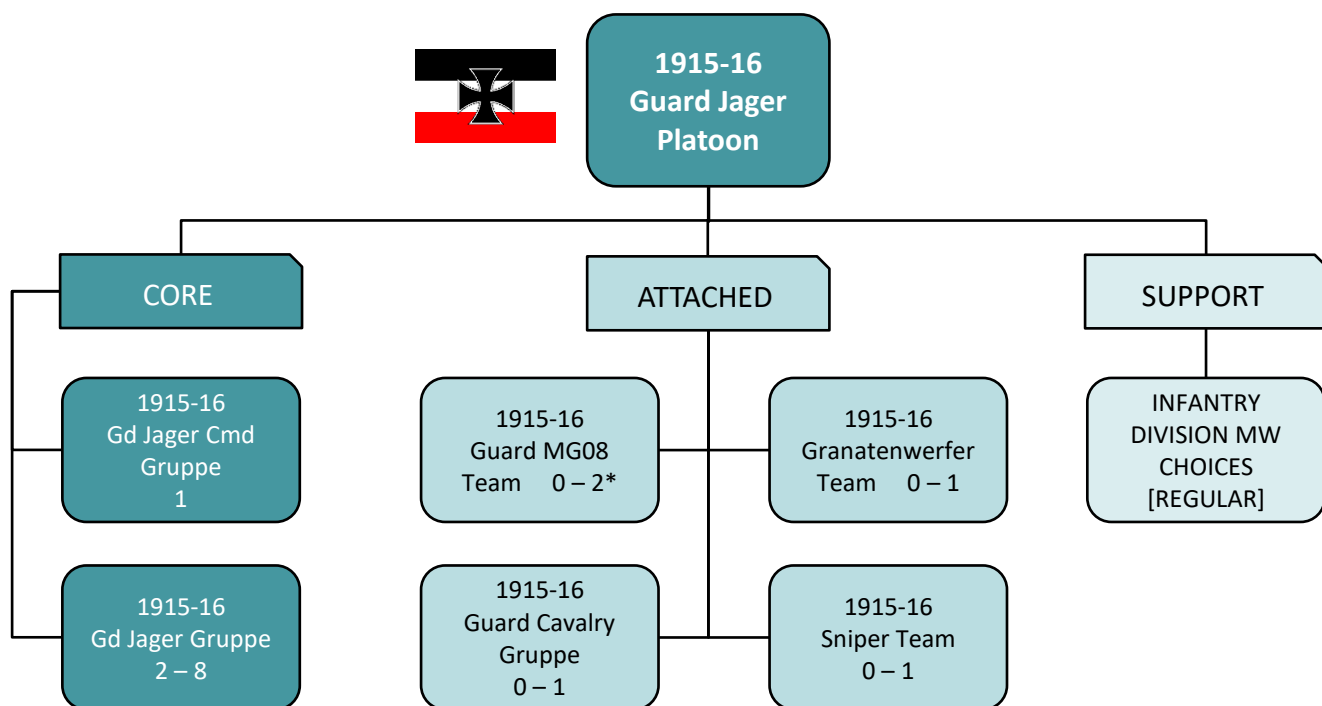 1915-16
Guard Jager
Platoon
CORE
ATTACHED
SUPPORT
1915-16
Gd Jager Cmd
Gruppe
1
1915-16
Guard MG08
Team 0 – 2*
1915-16
Granatenwerfer
Team 0 – 1
INFANTRY
DIVISION MW
CHOICES
[REGULAR]
1915-16
Gd Jager Gruppe
2 – 8
1915-16
Guard Cavalry
Gruppe
0 – 1
1915-16
Sniper Team
0 – 1